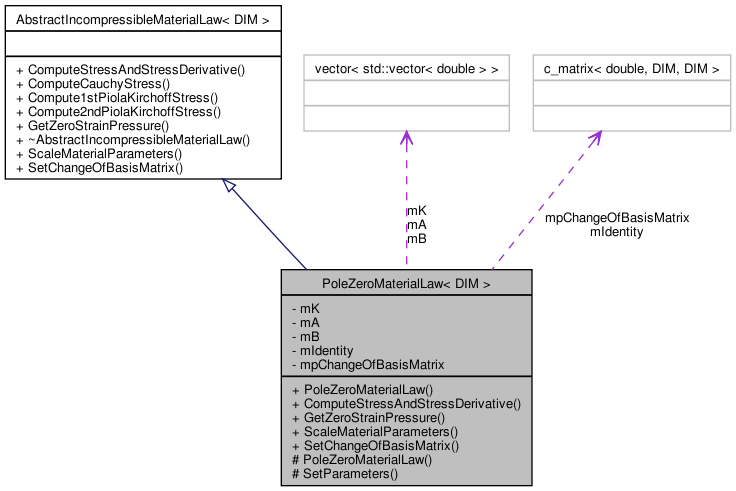 AbstractIncompressibleMaterialLaw< DIM >
+ ComputeStressAndStressDerivative()
+ ComputeCauchyStress()
+ Compute1stPiolaKirchoffStress()
+ Compute2ndPiolaKirchoffStress()
+ GetZeroStrainPressure()
+ ~AbstractIncompressibleMaterialLaw()
+ ScaleMaterialParameters()
+ SetChangeOfBasisMatrix()
vector< std::vector< double > >
c_matrix< double, DIM, DIM >
mK
mA
mB
mpChangeOfBasisMatrix
mIdentity
PoleZeroMaterialLaw< DIM >
- mK
- mA
- mB
- mIdentity
- mpChangeOfBasisMatrix
+ PoleZeroMaterialLaw()
+ ComputeStressAndStressDerivative()
+ GetZeroStrainPressure()
+ ScaleMaterialParameters()
+ SetChangeOfBasisMatrix()
# PoleZeroMaterialLaw()
# SetParameters()